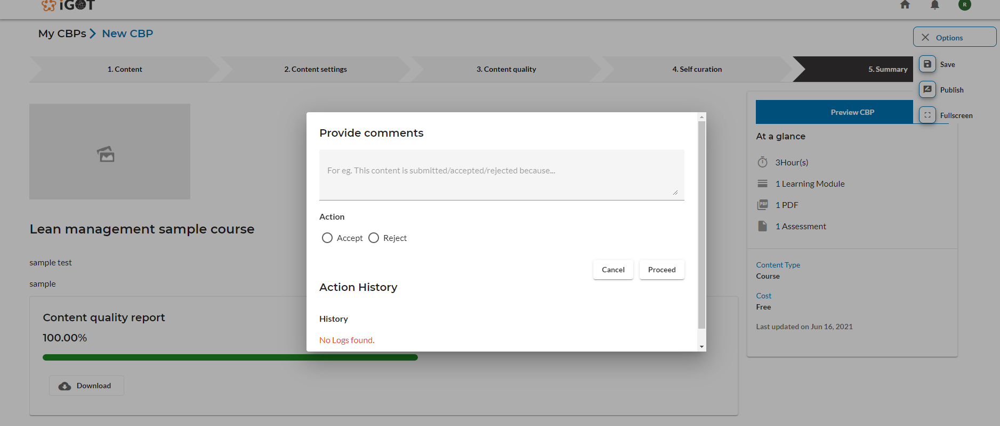 iGOT
R
My CBPs
New CBP
Options
1. Content
2. Content settings
3. Content quality
4. Self curation
5. Summary
Save
Publish
Fullscreen
Preview CBP
At a glance
3Hour(s)
1 Learning Module
PDF
1 PDF
1 Assessment
Content Type
Course
Cost
Free
Last updated on Jun 16, 2021
Lean management sample course
sample test
sample
Content quality report
100.00%
Download
Provide comments
For eg. This content is submitted/accepted/rejected because...
Action
Accept
Reject
Cancel
Proceed
Action History
History
No Logs found.